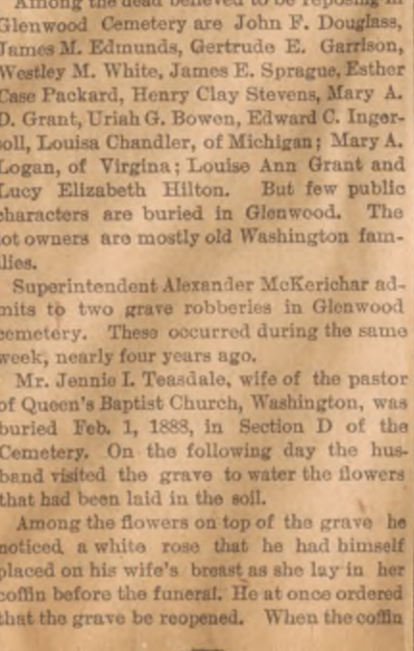 Among the dead believed to be reposing in
Glenwood Cemetery are John F. Douglass,
James M. Edmunds, Gertrude E. Garrison,
Westley M. White, James E. Sprague, Esther
Case Packard, Henry Clay Stevens, Mary A.
D. Grant, Uriah G. Bowen, Edward C. Inger-
soll, Louisa Chandler, of Michigan; Mary A.
Logan, of Virgina; Louise Ann Grant and
Lucy Elizabeth Hilton. But few public
characters are buried in Glenwood. The
lot owners are mostly old Washington fam-
ilies.
Superintendent Alexander McKerichar ad-
mits to two grave robberies in Glenwood
cemetery. These occurred during the same
week, nearly four years ago.
Mr. Jennie I. Teasdale, wife of the pastor
of Queen's Baptist Church, Washington, was
buried Feb. 1, 1888, in Section D of the
Cemetery. On the following day the hus-
band visited the grave to water the flowers
that had been laid in the soil.
Among the flowers on top of the grave he
noticed a white rose that he had himself
placed on his wife's breast as she lay in her
coffin before the funeral. He at once ordered
that the grave be reopened. When the coffin